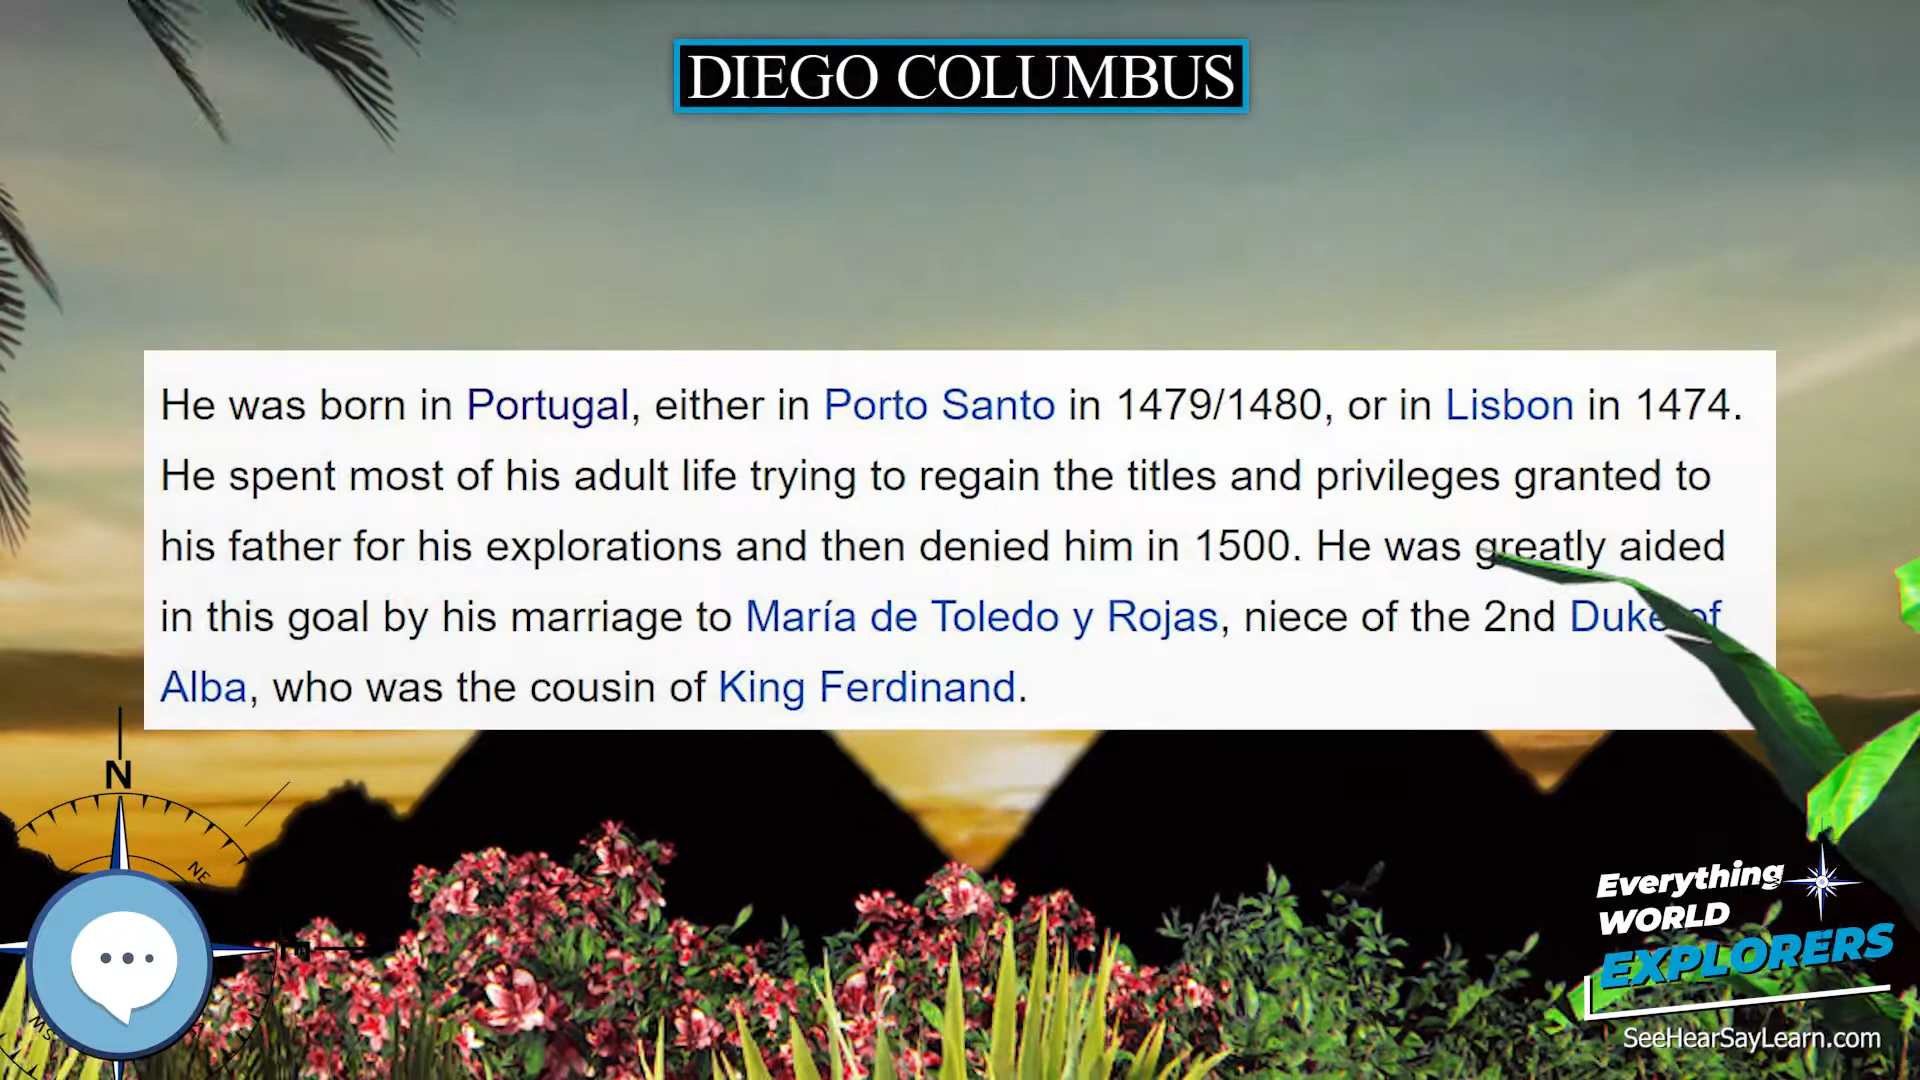 DIEGO COLUMBUS
He was born in Portugal, either in Porto Santo in 1479/1480, or in Lisbon in 1474.
He spent most of his adult life trying to regain the titles and privileges granted to
his father for his explorations and then denied him in 1500. He was greatly aided
in this goal by his marriage to María de Toledo y Rojas, niece of the 2nd Duke of
Alba, who was the cousin of King Ferdinand.
N
NE
Everything
WORLD
EXPLORERS
SeeHearSayLearn.com